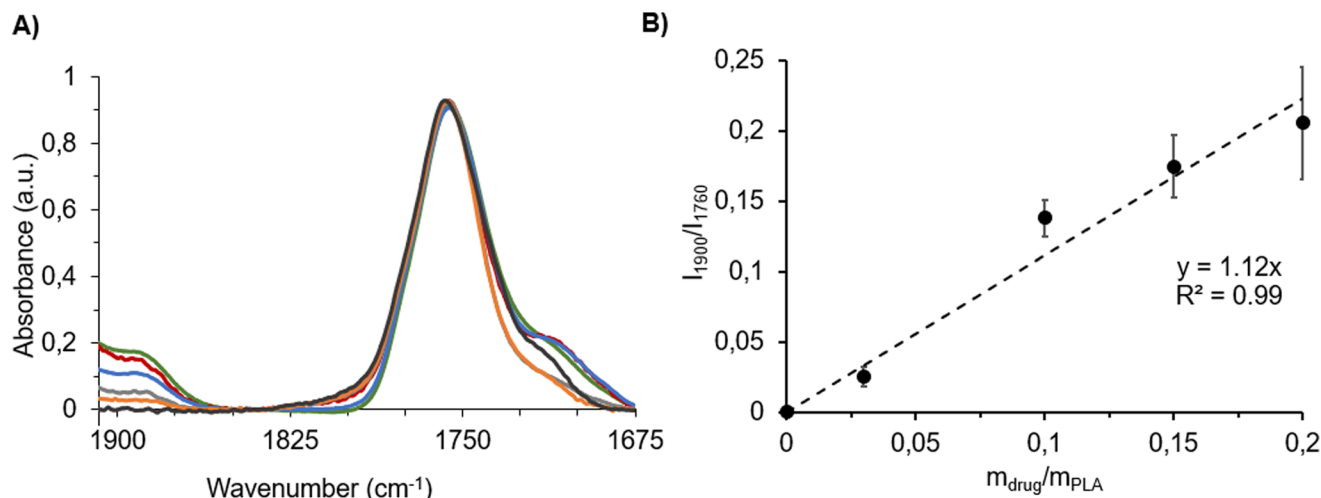 A)
Absorbance (a.u.)
1
0,8
0,6
0,4
0,2
0
1900 1825 1750 1675
Wavenumber (cm-1)
B)
I1900/I1760
0,25
0,2
0,15
0,1
0,05
0
y = 1.12x
R² = 0.99
0 0,05 0,1 0,15 0,2
mdrug/mPLA